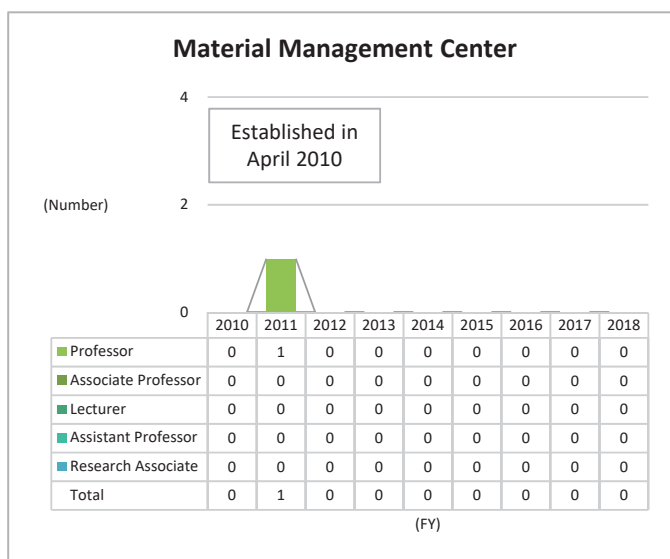 Material Management Center
4
Established in
April 2010
(Number)
2
0
2010 2011 2012 2013 2014 2015 2016 2017 2018
Professor 0 1 0 0 0 0 0 0 0
Associate Professor 0 0 0 0 0 0 0 0 0
Lecturer 0 0 0 0 0 0 0 0 0
Assistant Professor 0 0 0 0 0 0 0 0 0
Research Associate 0 0 0 0 0 0 0 0 0
Total 0 1 0 0 0 0 0 0 0
(FY)